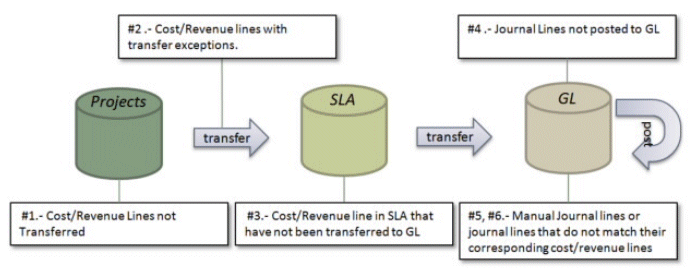 #2 .- Cost/Revenue lines with
transfer exceptions.
#4 .- Journal Lines not posted to GL
Projects
transfer
SLA
transfer
GL
post
#1.- Cost/Revenue Lines not
Transferred
#3.- Cost/Revenue line in SLA that
have not been transferred to GL
#5, #6.- Manual Journal lines or
journal lines that do not match their
corresponding cost/revenue lines